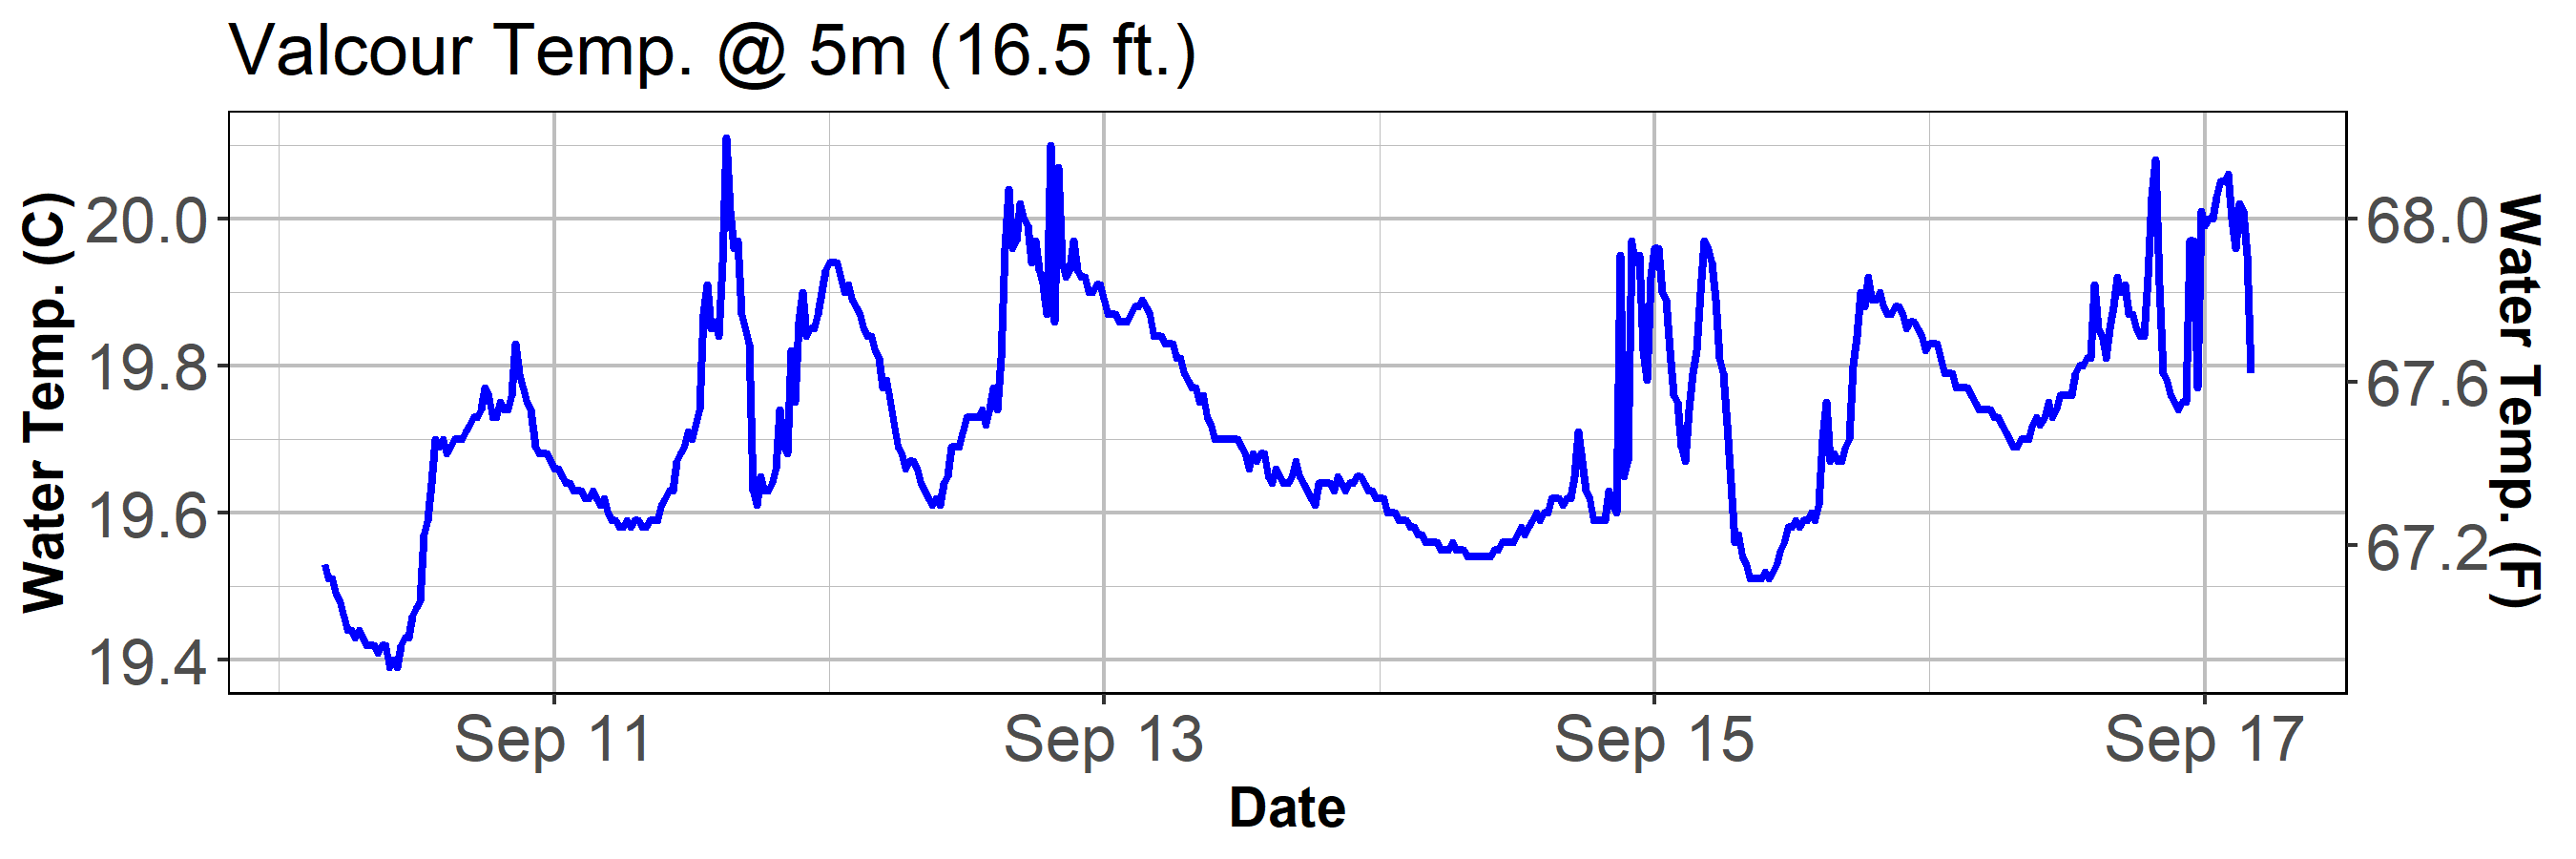 Valcour Temp. @ 5m (16.5 ft.)
Water Temp. (C)
20.0
19.8
19.6
19.4
68.0
67.6
67.2
Water Temp. (F)
Sep 11
Sep 13
Sep 15
Sep 17
Date